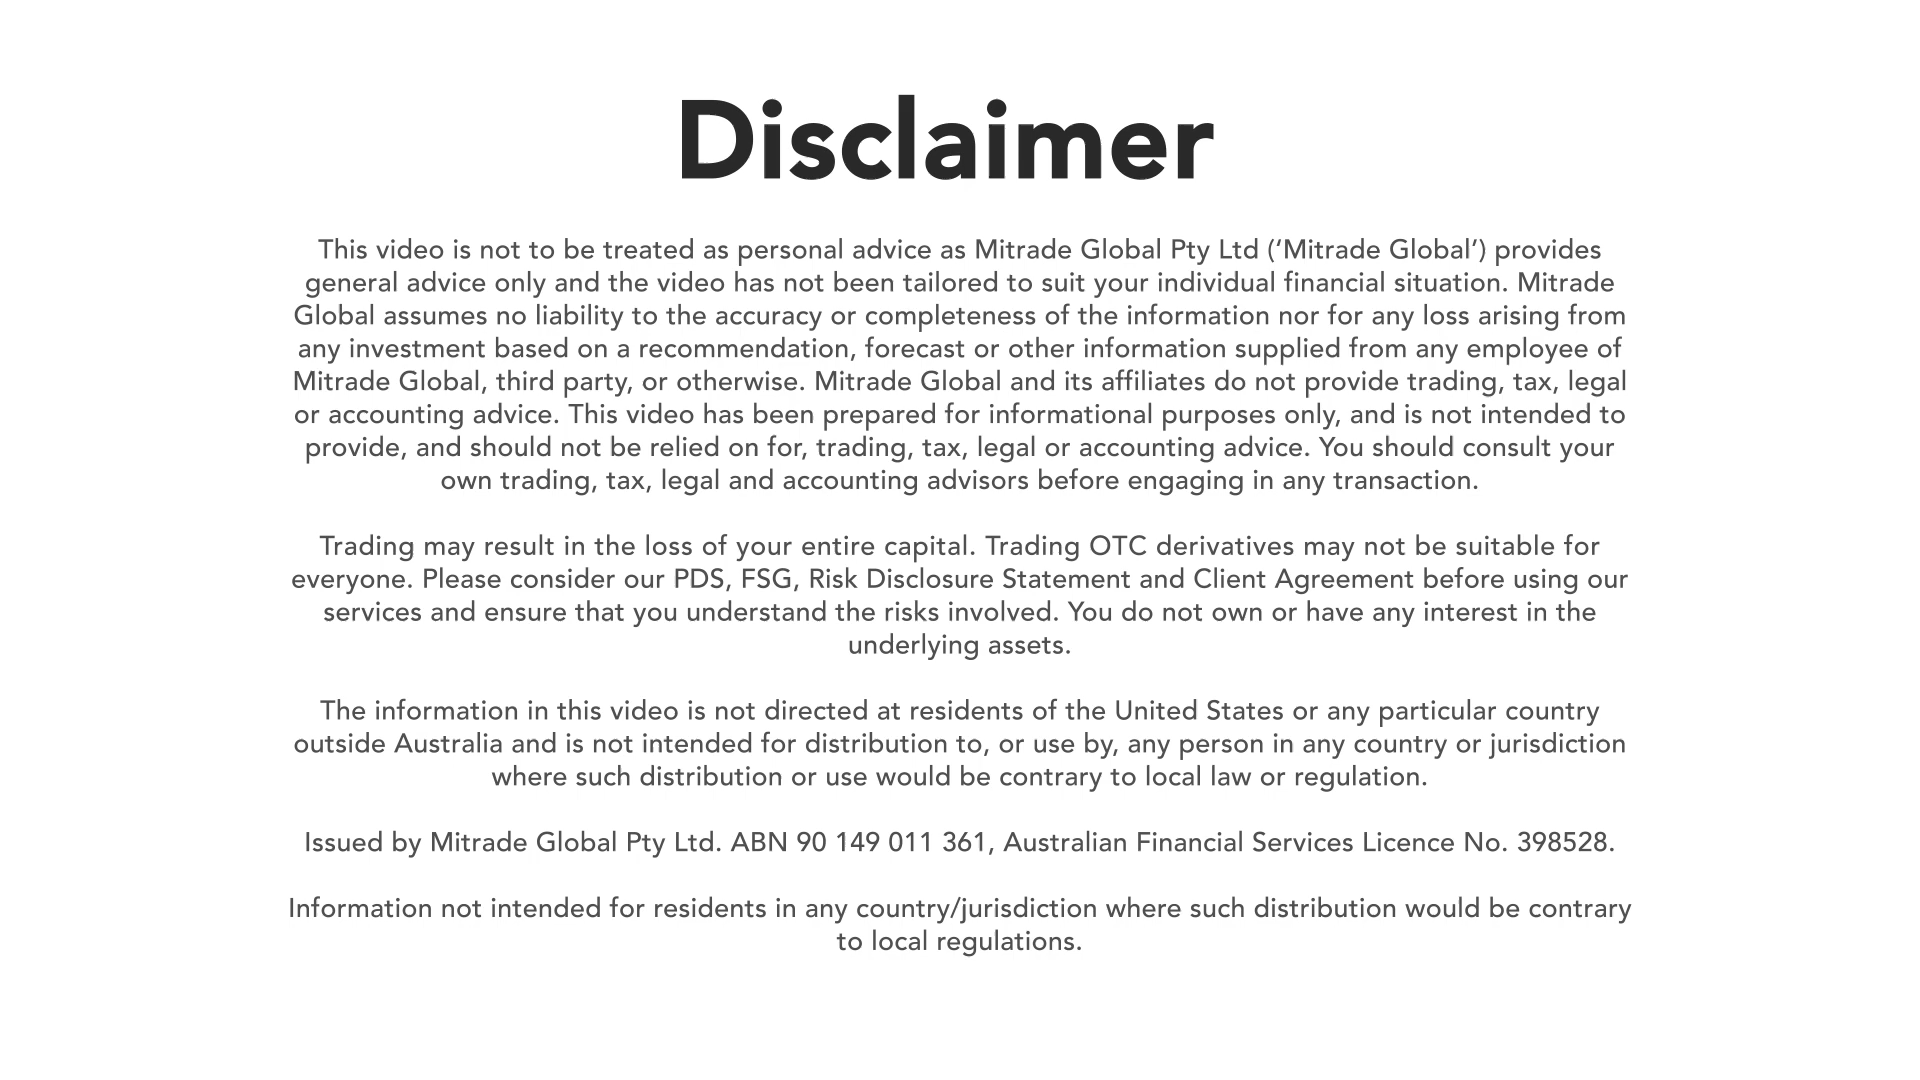 Disclaimer
This video is not to be treated as personal advice as Mitrade Global Pty Ltd (‘Mitrade Global’) provides
general advice only and the video has not been tailored to suit your individual financial situation. Mitrade
Global assumes no liability to the accuracy or completeness of the information nor for any loss arising from
any investment based on a recommendation, forecast or other information supplied from any employee of
Mitrade Global, third party, or otherwise. Mitrade Global and its affiliates do not provide trading, tax, legal
or accounting advice. This video has been prepared for informational purposes only, and is not intended to
provide, and should not be relied on for, trading, tax, legal or accounting advice. You should consult your
own trading, tax, legal and accounting advisors before engaging in any transaction.
Trading may result in the loss of your entire capital. Trading OTC derivatives may not be suitable for
everyone. Please consider our PDS, FSG, Risk Disclosure Statement and Client Agreement before using our
services and ensure that you understand the risks involved. You do not own or have any interest in the
underlying assets.
The information in this video is not directed at residents of the United States or any particular country
outside Australia and is not intended for distribution to, or use by, any person in any country or jurisdiction
where such distribution or use would be contrary to local law or regulation.
Issued by Mitrade Global Pty Ltd. ABN 90 149 011 361, Australian Financial Services Licence No. 398528.
Information not intended for residents in any country/jurisdiction where such distribution would be contrary
to local regulations.